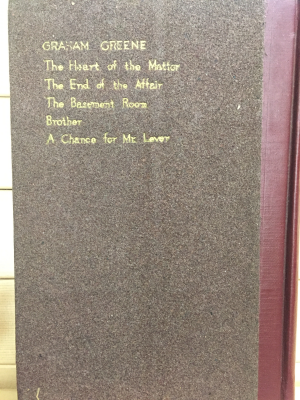 GRAHAM GREENE
The Heart of the Matter
The End of the Affair
The Basement Room
Brother
A Chance for Mr. Lever